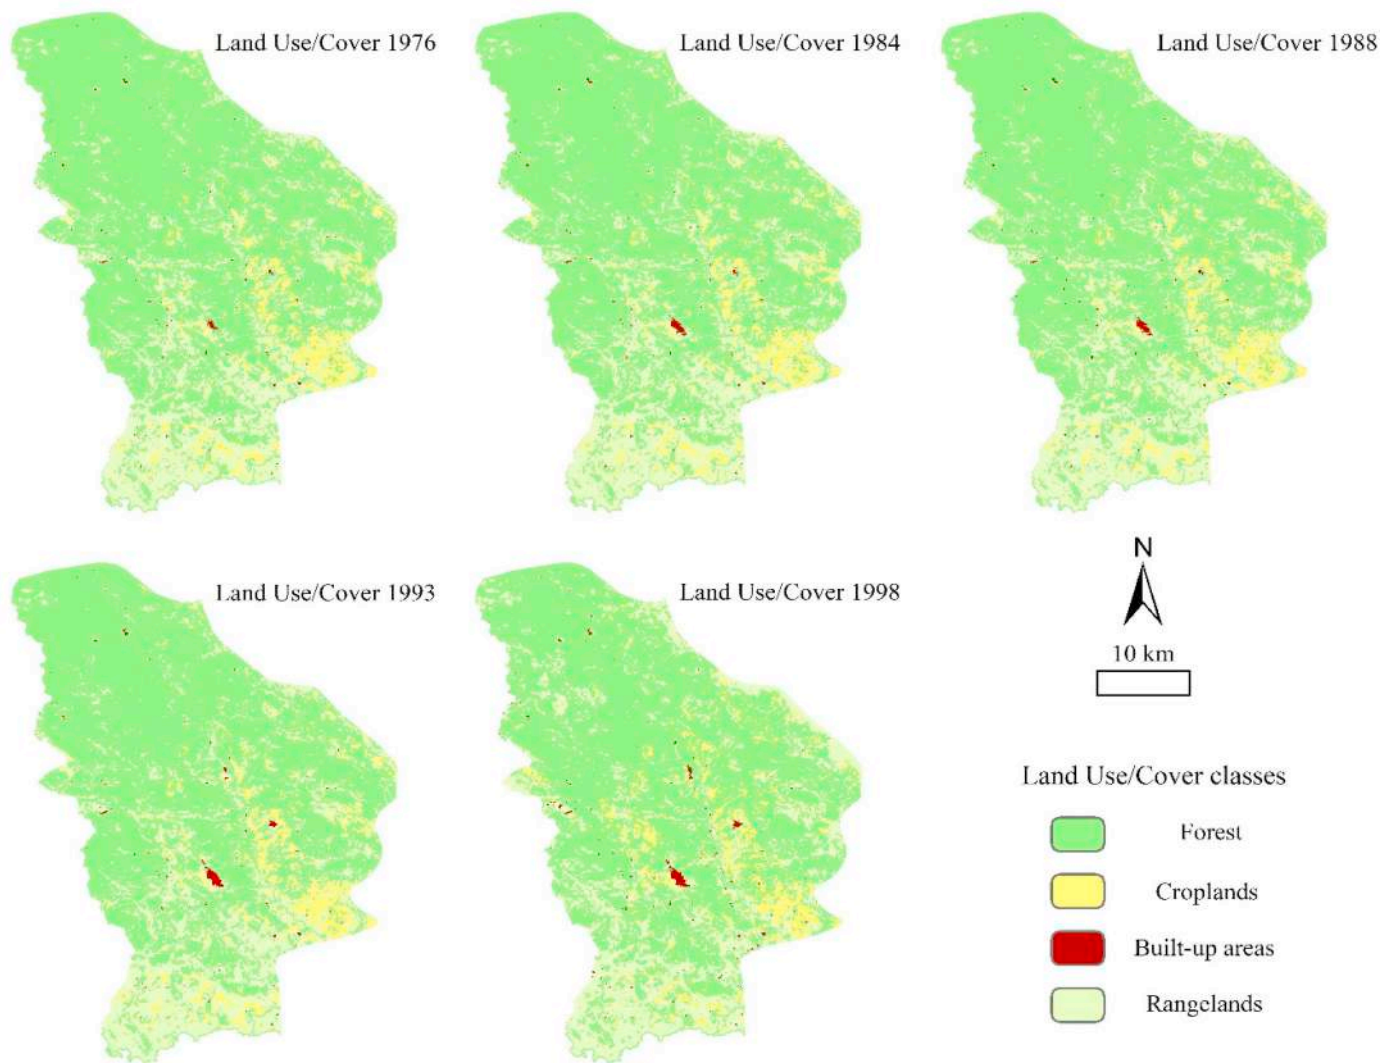 Land Use/Cover 1976
Land Use/Cover 1984
Land Use/Cover 1988
Land Use/Cover 1993
Land Use/Cover 1998
N
10 km
Land Use/Cover classes
Forest
Croplands
Built-up areas
Rangelands